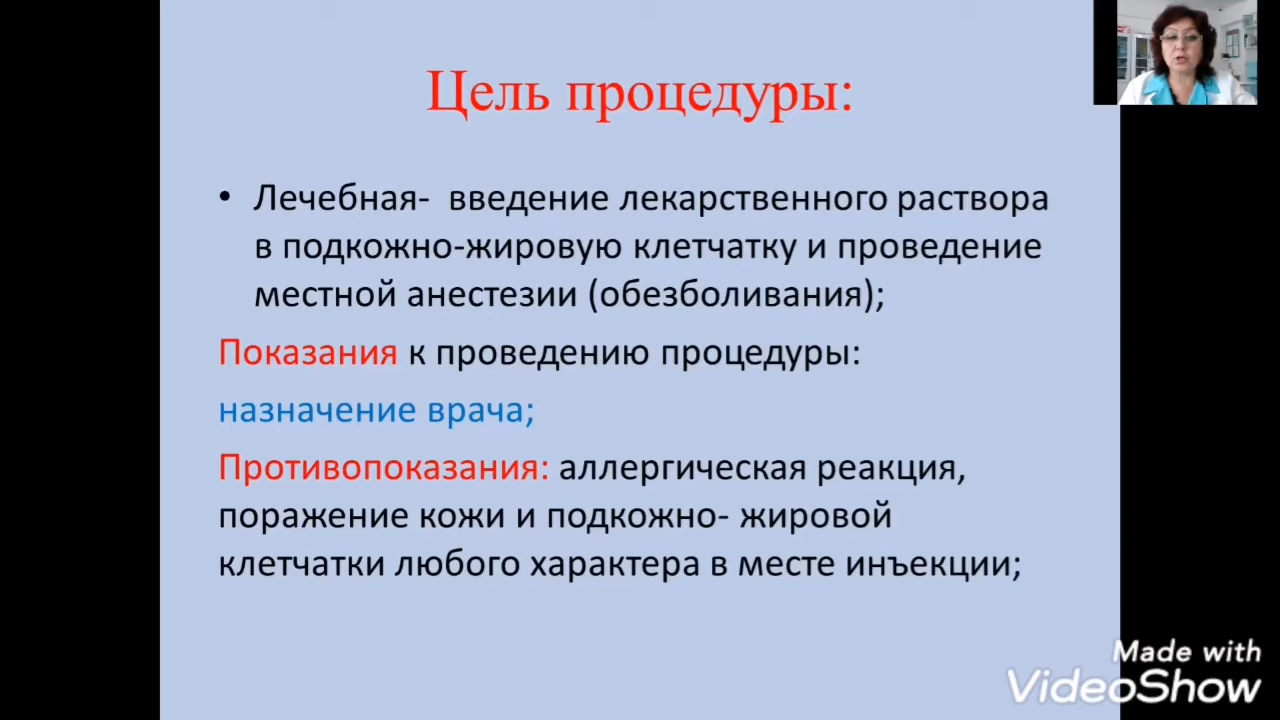 Цель процедуры:
• Лечебная-  введение лекарственного раствора
в подкожно-жировую клетчатку и проведение
местной анестезии (обезболивания);
Показания к проведению процедуры:
назначение врача;
Противопоказания: аллергическая реакция,
поражение кожи и подкожно- жировой
клетчатки любого характера в месте инъекции;
Made with
VideoShow